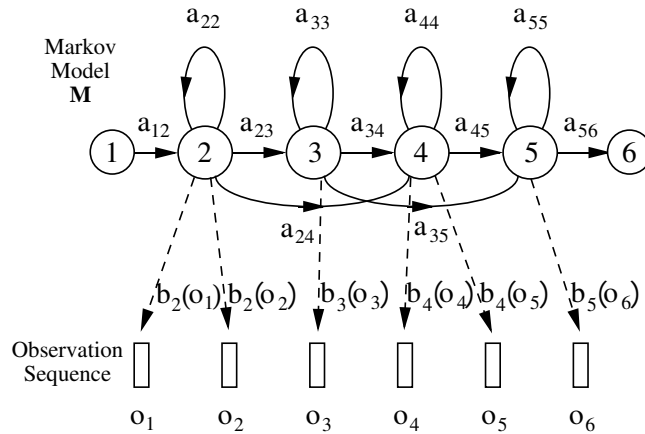 a22 a33 a44 a55
Markov
Model
M
a12 a23 a34 a45 a56
1 2 3 4 5 6
a24 a35
b2(o1) b2(o2) b3(o3) b4(o4) b4(o5) b5(o6)
Observation
Sequence
o1 o2 o3 o4 o5 o6